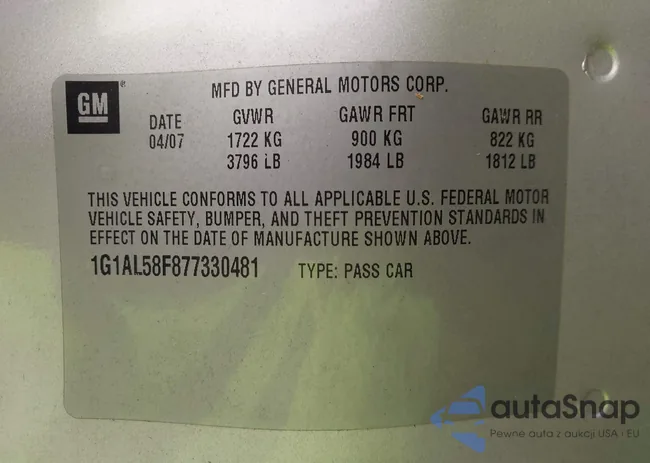 GM
MFD BY GENERAL MOTORS CORP.
DATE GVWR GAWR FRT GAWR RR
04/07 1722 KG 900 KG 822 KG
3796 LB 1984 LB 1812 LB
THIS VEHICLE CONFORMS TO ALL APPLICABLE U.S. FEDERAL MOTOR
VEHICLE SAFETY, BUMPER, AND THEFT PREVENTION STANDARDS IN
EFFECT ON THE DATE OF MANUFACTURE SHOWN ABOVE.
1G1AL58F877330481 TYPE: PASS CAR
autaSnap
Pewne auta z aukcji USA i EU